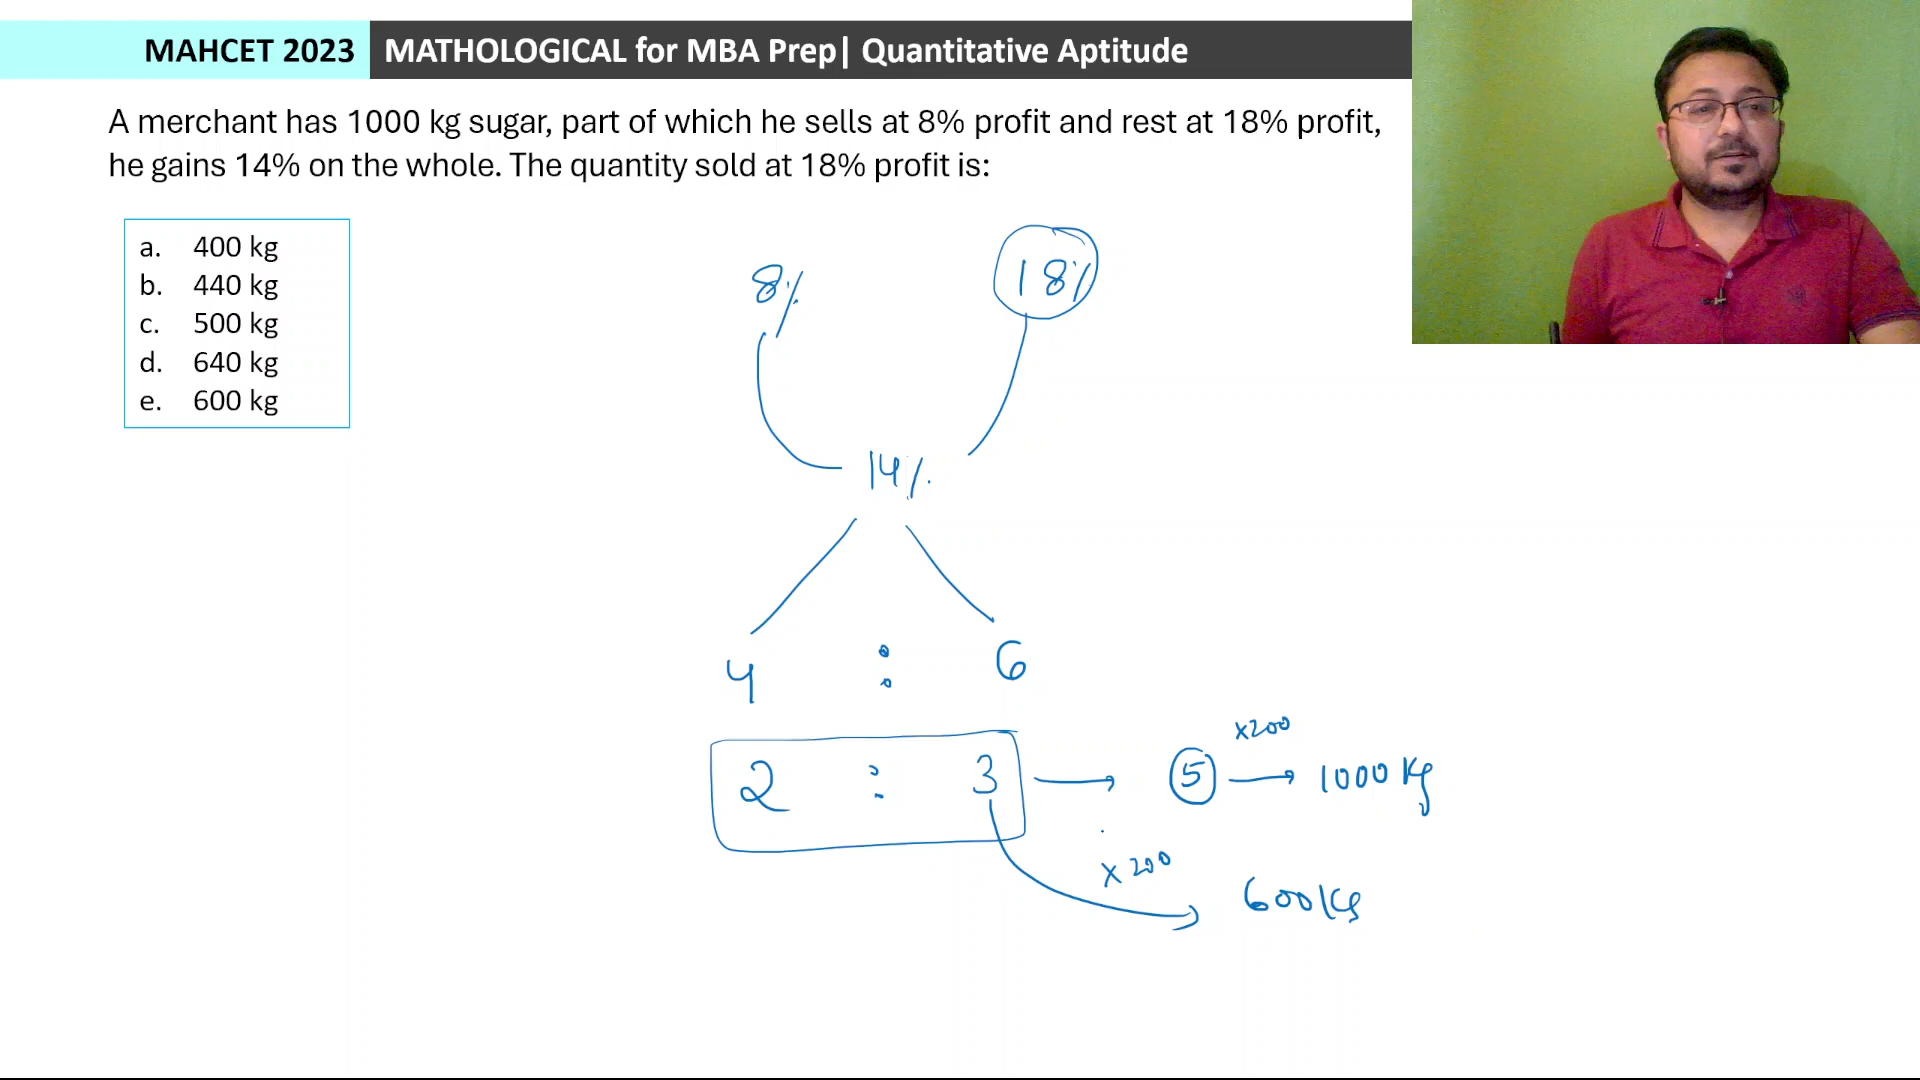 MAHCET 2023 MATHOLOGICAL for MBA Prep| Quantitative Aptitude
A merchant has 1000 kg sugar, part of which he sells at 8% profit and rest at 18% profit,
he gains 14% on the whole. The quantity sold at 18% profit is:
a. 400 kg
b. 440 kg
c. 500 kg
d. 640 kg
e. 600 kg
8% 18%
14%
4 : 6
x200
2 : 3 → 5 → 1000 Kg
x 200
600 Kg